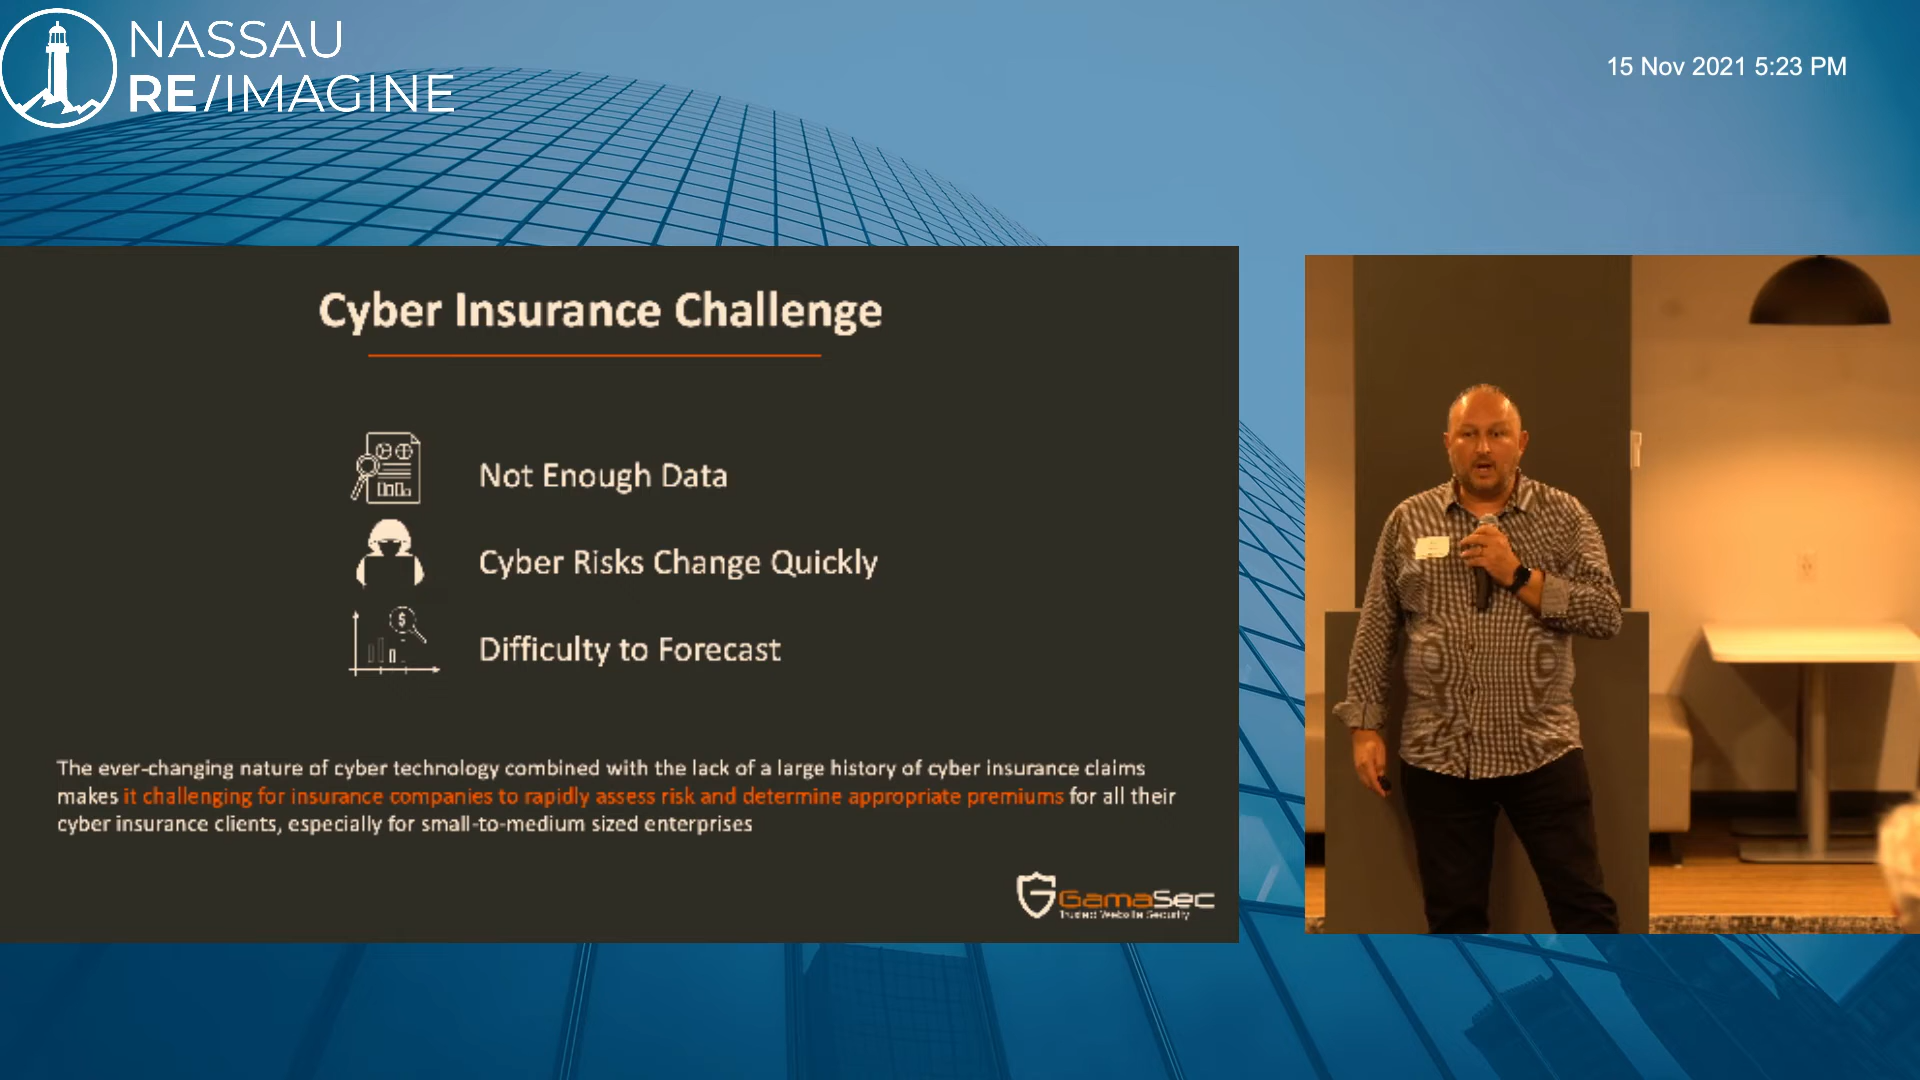 NASSAU
RE/IMAGINE
15 Nov 2021 5:23 PM
Cyber Insurance Challenge
Not Enough Data
Cyber Risks Change Quickly
$
Difficulty to Forecast
The ever-changing nature of cyber technology combined with the lack of a large history of cyber insurance claims
makes it challenging for insurance companies to rapidly assess risk and determine appropriate premiums for all their
cyber insurance clients, especially for small-to-medium sized enterprises
GamaSec
Trusted Website Security